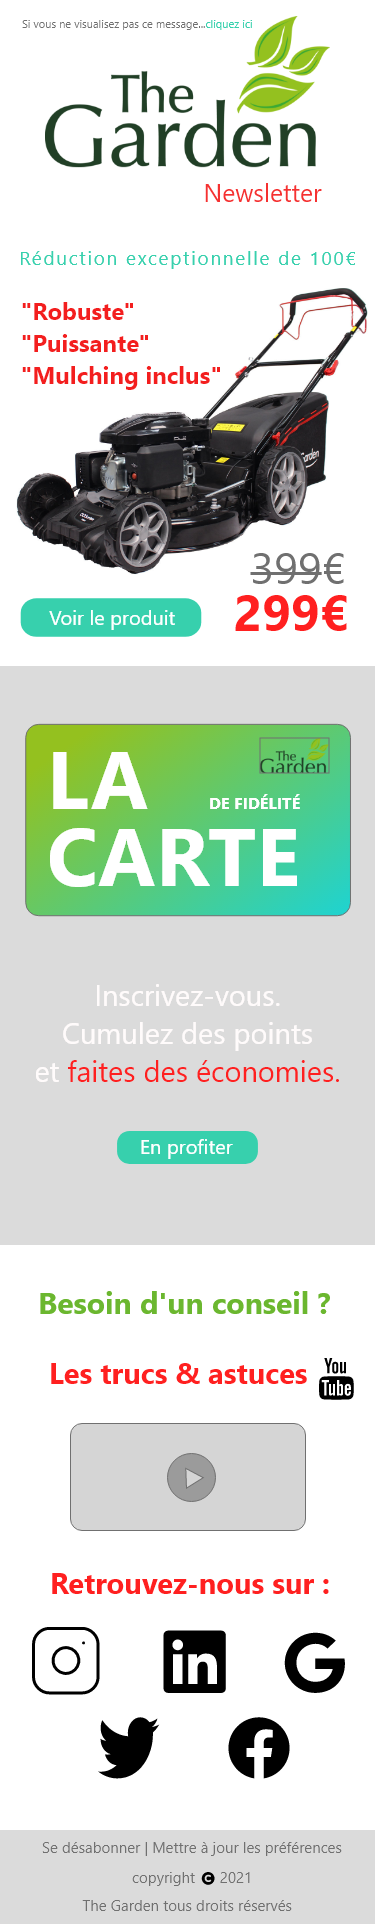 Si vous ne visualisez pas ce message...cliquez ici
The
Garden
Newsletter
Réduction exceptionnelle de 100€
"Robuste"
"Puissante"
"Mulching inclus"
Garden
399€
299€
Voir le produit
The
Garden
LA
DE FIDÉLITÉ
CARTE
Inscrivez-vous.
Cumulez des points
et faites des économies.
En profiter
Besoin d'un conseil ?
Les trucs & astuces
You
Tube
Retrouvez-nous sur :
in
G
f
Se désabonner | Mettre à jour les préférences
copyright © 2021
The Garden tous droits réservés